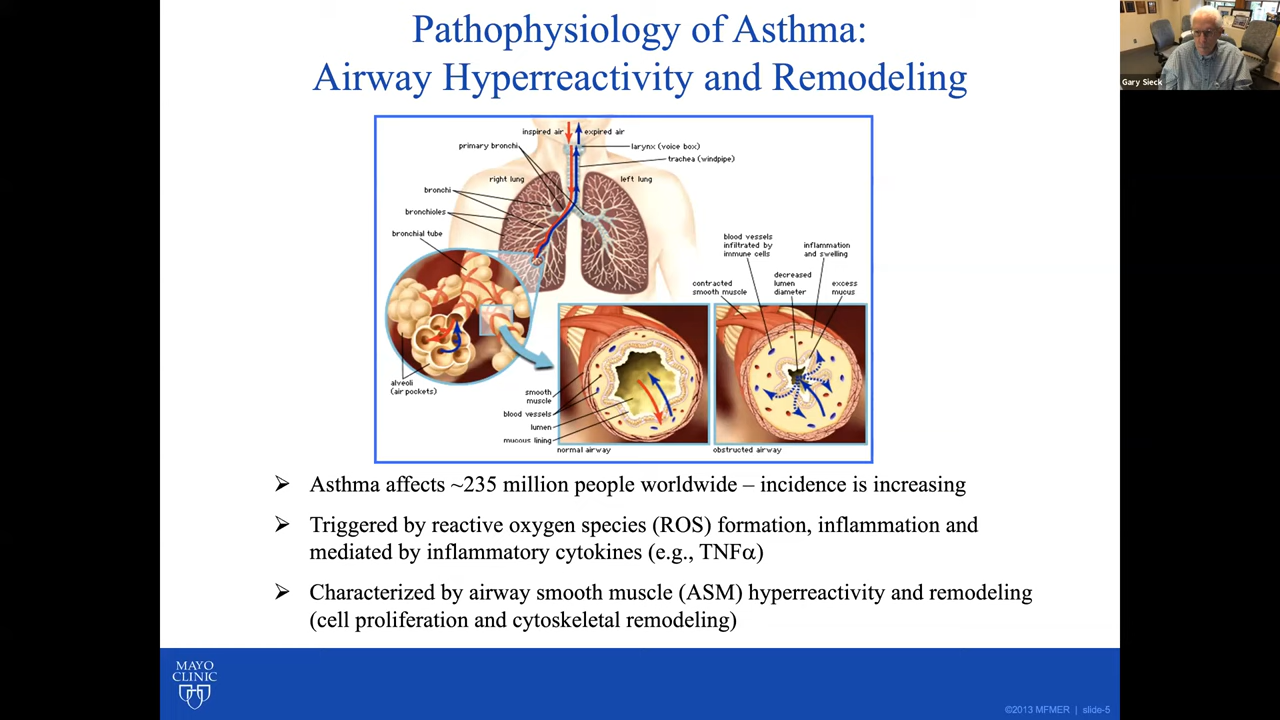 Pathophysiology of Asthma:
Airway Hyperreactivity and Remodeling
Gary Sieck
inspired air
expired air
primary bronchi
larynx (voice box)
trachea (windpipe)
right lung
left lung
bronchi
bronchioles
bronchial tube
blood vessels
infiltrated by
immune cells
inflammation
and swelling
contracted
smooth muscle
decreased
lumen
diameter
excess
mucus
alveoli
(air pockets)
smooth
muscle
blood vessels
lumen
mucous lining
normal airway
obstructed airway
➢ Asthma affects ~235 million people worldwide – incidence is increasing
➢ Triggered by reactive oxygen species (ROS) formation, inflammation and
mediated by inflammatory cytokines (e.g., TNFα)
➢ Characterized by airway smooth muscle (ASM) hyperreactivity and remodeling
(cell proliferation and cytoskeletal remodeling)
MAYO
CLINIC
©2013 MFMER | slide-5